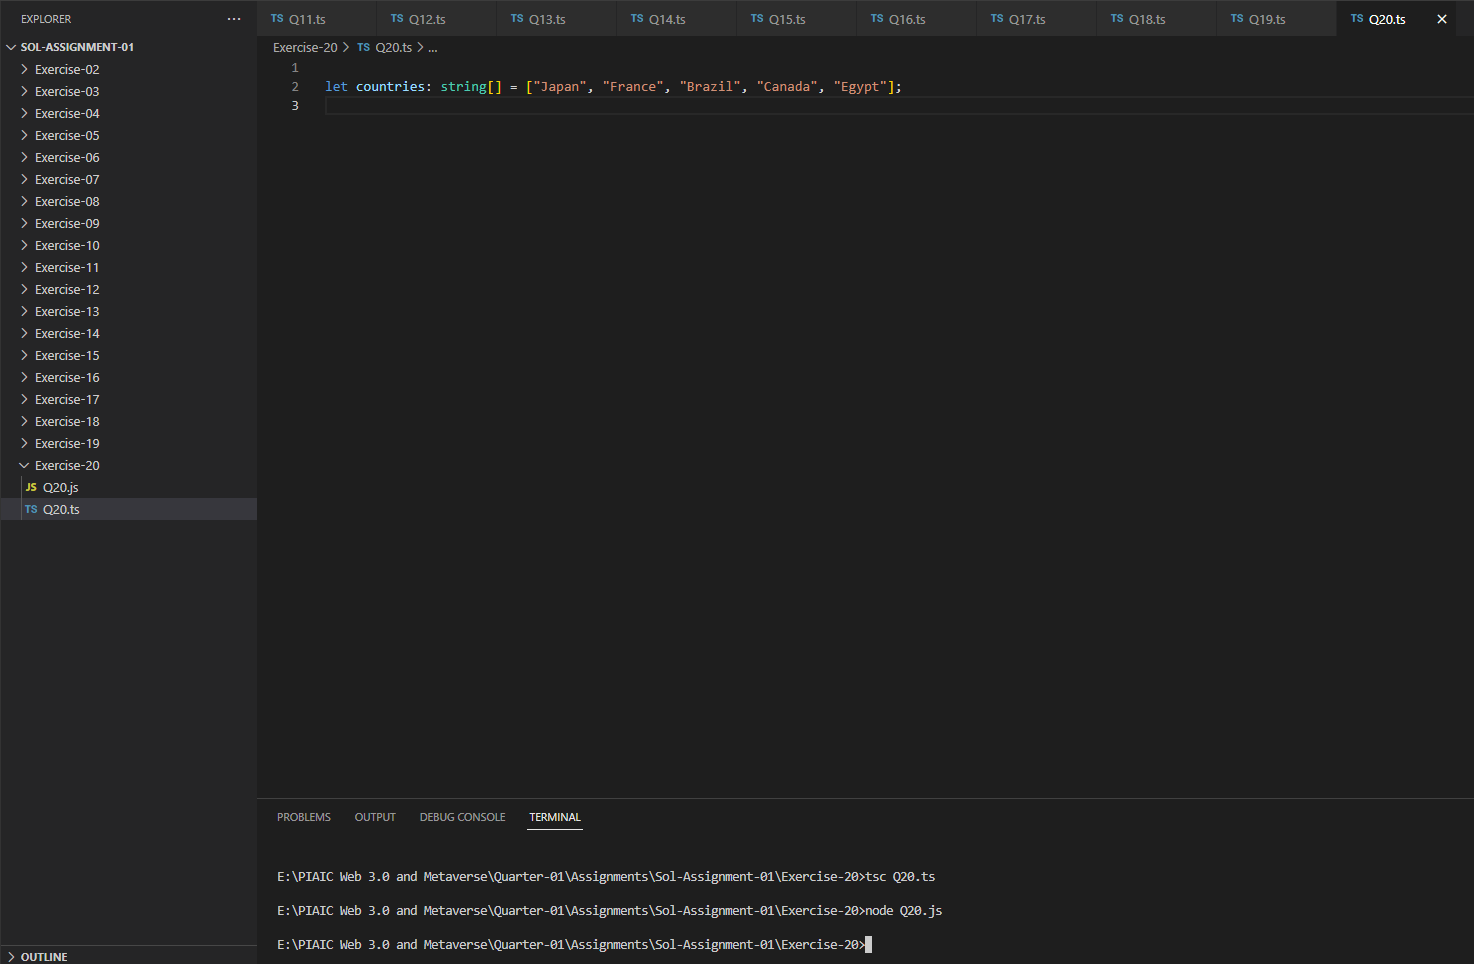 EXPLORER ...
SOL-ASSIGNMENT-01
Exercise-02
Exercise-03
Exercise-04
Exercise-05
Exercise-06
Exercise-07
Exercise-08
Exercise-09
Exercise-10
Exercise-11
Exercise-12
Exercise-13
Exercise-14
Exercise-15
Exercise-16
Exercise-17
Exercise-18
Exercise-19
Exercise-20
JS Q20.js
TS Q20.ts
OUTLINE
TS Q11.ts TS Q12.ts TS Q13.ts TS Q14.ts TS Q15.ts TS Q16.ts TS Q17.ts TS Q18.ts TS Q19.ts TS Q20.ts
Exercise-20 > TS Q20.ts > ...
1
2 let countries: string[] = ["Japan", "France", "Brazil", "Canada", "Egypt"];
3
PROBLEMS OUTPUT DEBUG CONSOLE TERMINAL
E:\PIAIC Web 3.0 and Metaverse\Quarter-01\Assignments\Sol-Assignment-01\Exercise-20>tsc Q20.ts
E:\PIAIC Web 3.0 and Metaverse\Quarter-01\Assignments\Sol-Assignment-01\Exercise-20>node Q20.js
E:\PIAIC Web 3.0 and Metaverse\Quarter-01\Assignments\Sol-Assignment-01\Exercise-20>